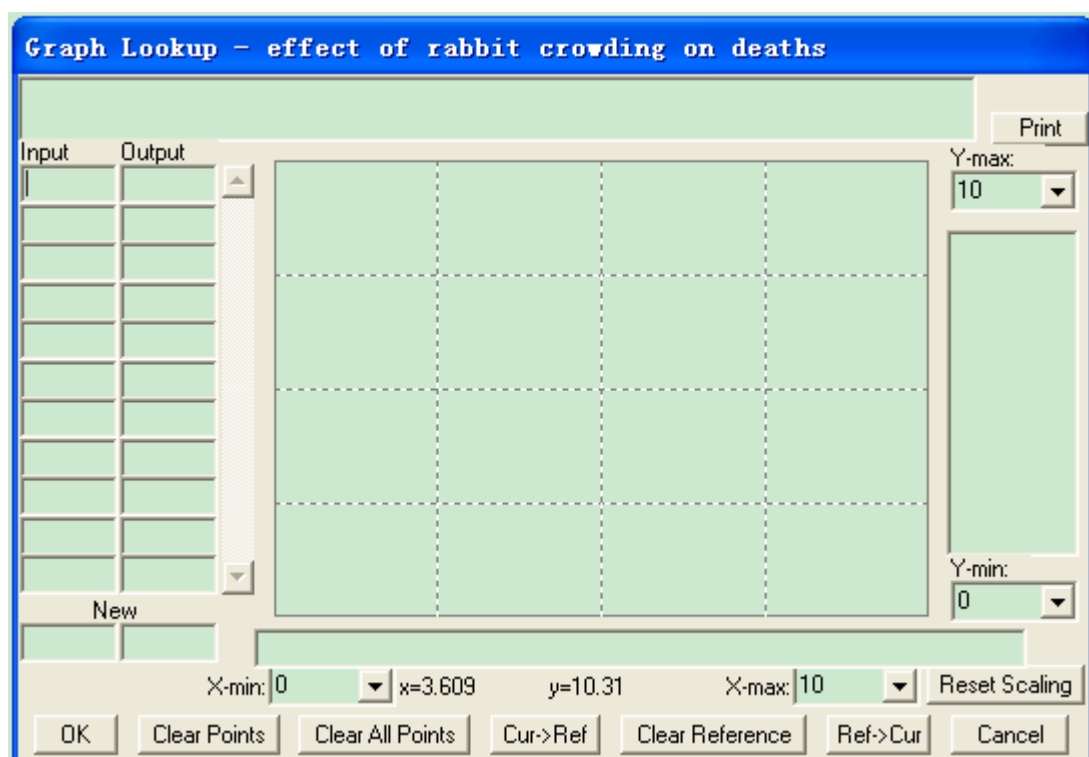 Graph Lookup - effect of rabbit crowding on deaths
Print
Input Output
Y-max:
10
Y-min:
0
New
X-min: 0 x=3.609 y=10.31 X-max: 10 Reset Scaling
OK Clear Points Clear All Points Cur->Ref Clear Reference Ref->Cur Cancel